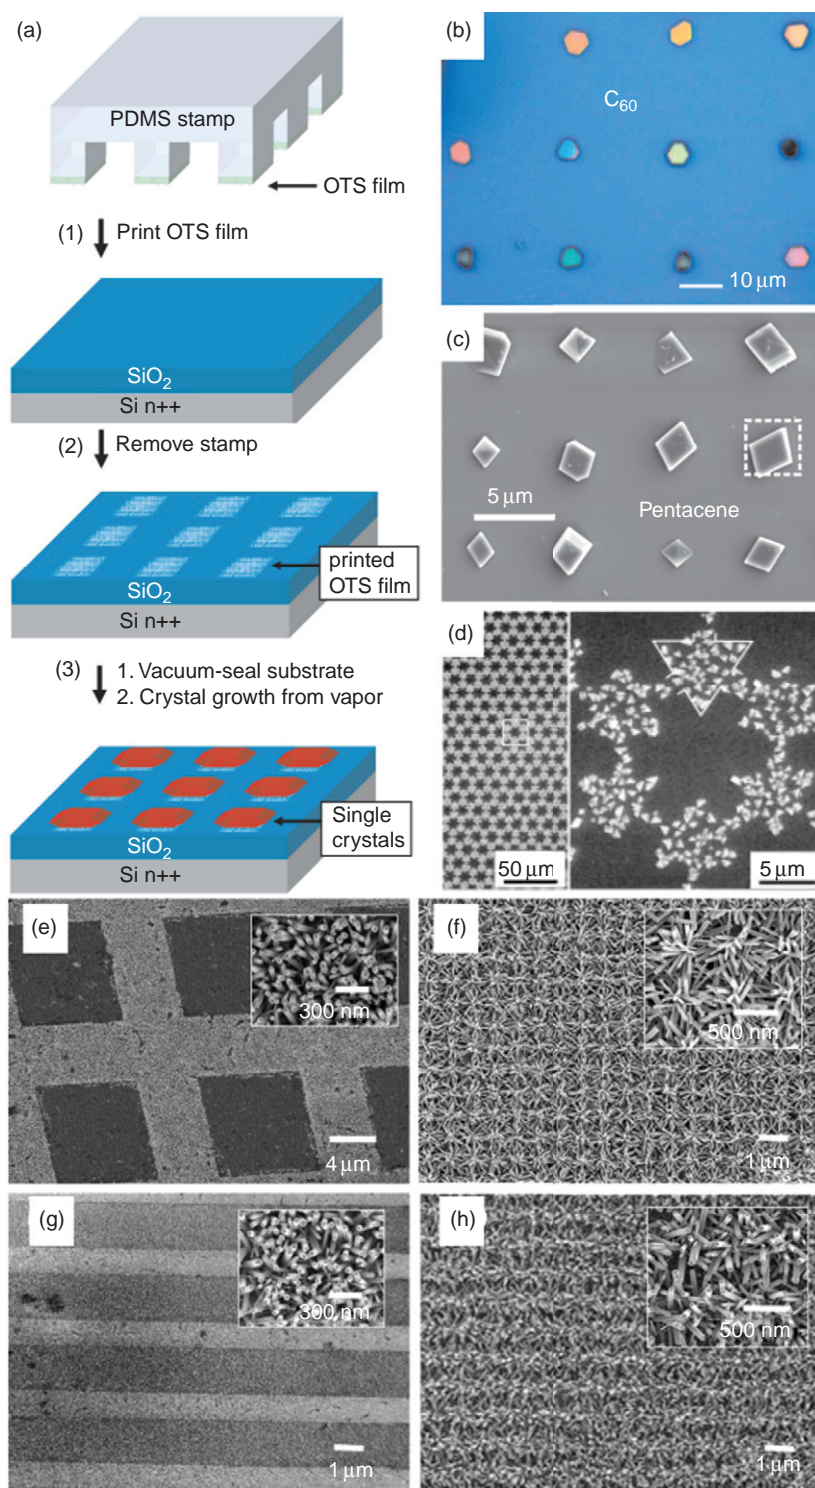 (a)
PDMS stamp
OTS film
(1) Print OTS film
SiO₂
Si n++
(2) Remove stamp
printed
OTS film
SiO₂
Si n++
(3) 1. Vacuum-seal substrate
2. Crystal growth from vapor
Single
crystals
SiO₂
Si n++
(b)
C₆₀
10 μm
(c)
5 μm
Pentacene
(d)
50 μm
5 μm
(e)
300 nm
4 μm
(f)
500 nm
1 μm
(g)
300 nm
1 μm
(h)
500 nm
1 μm